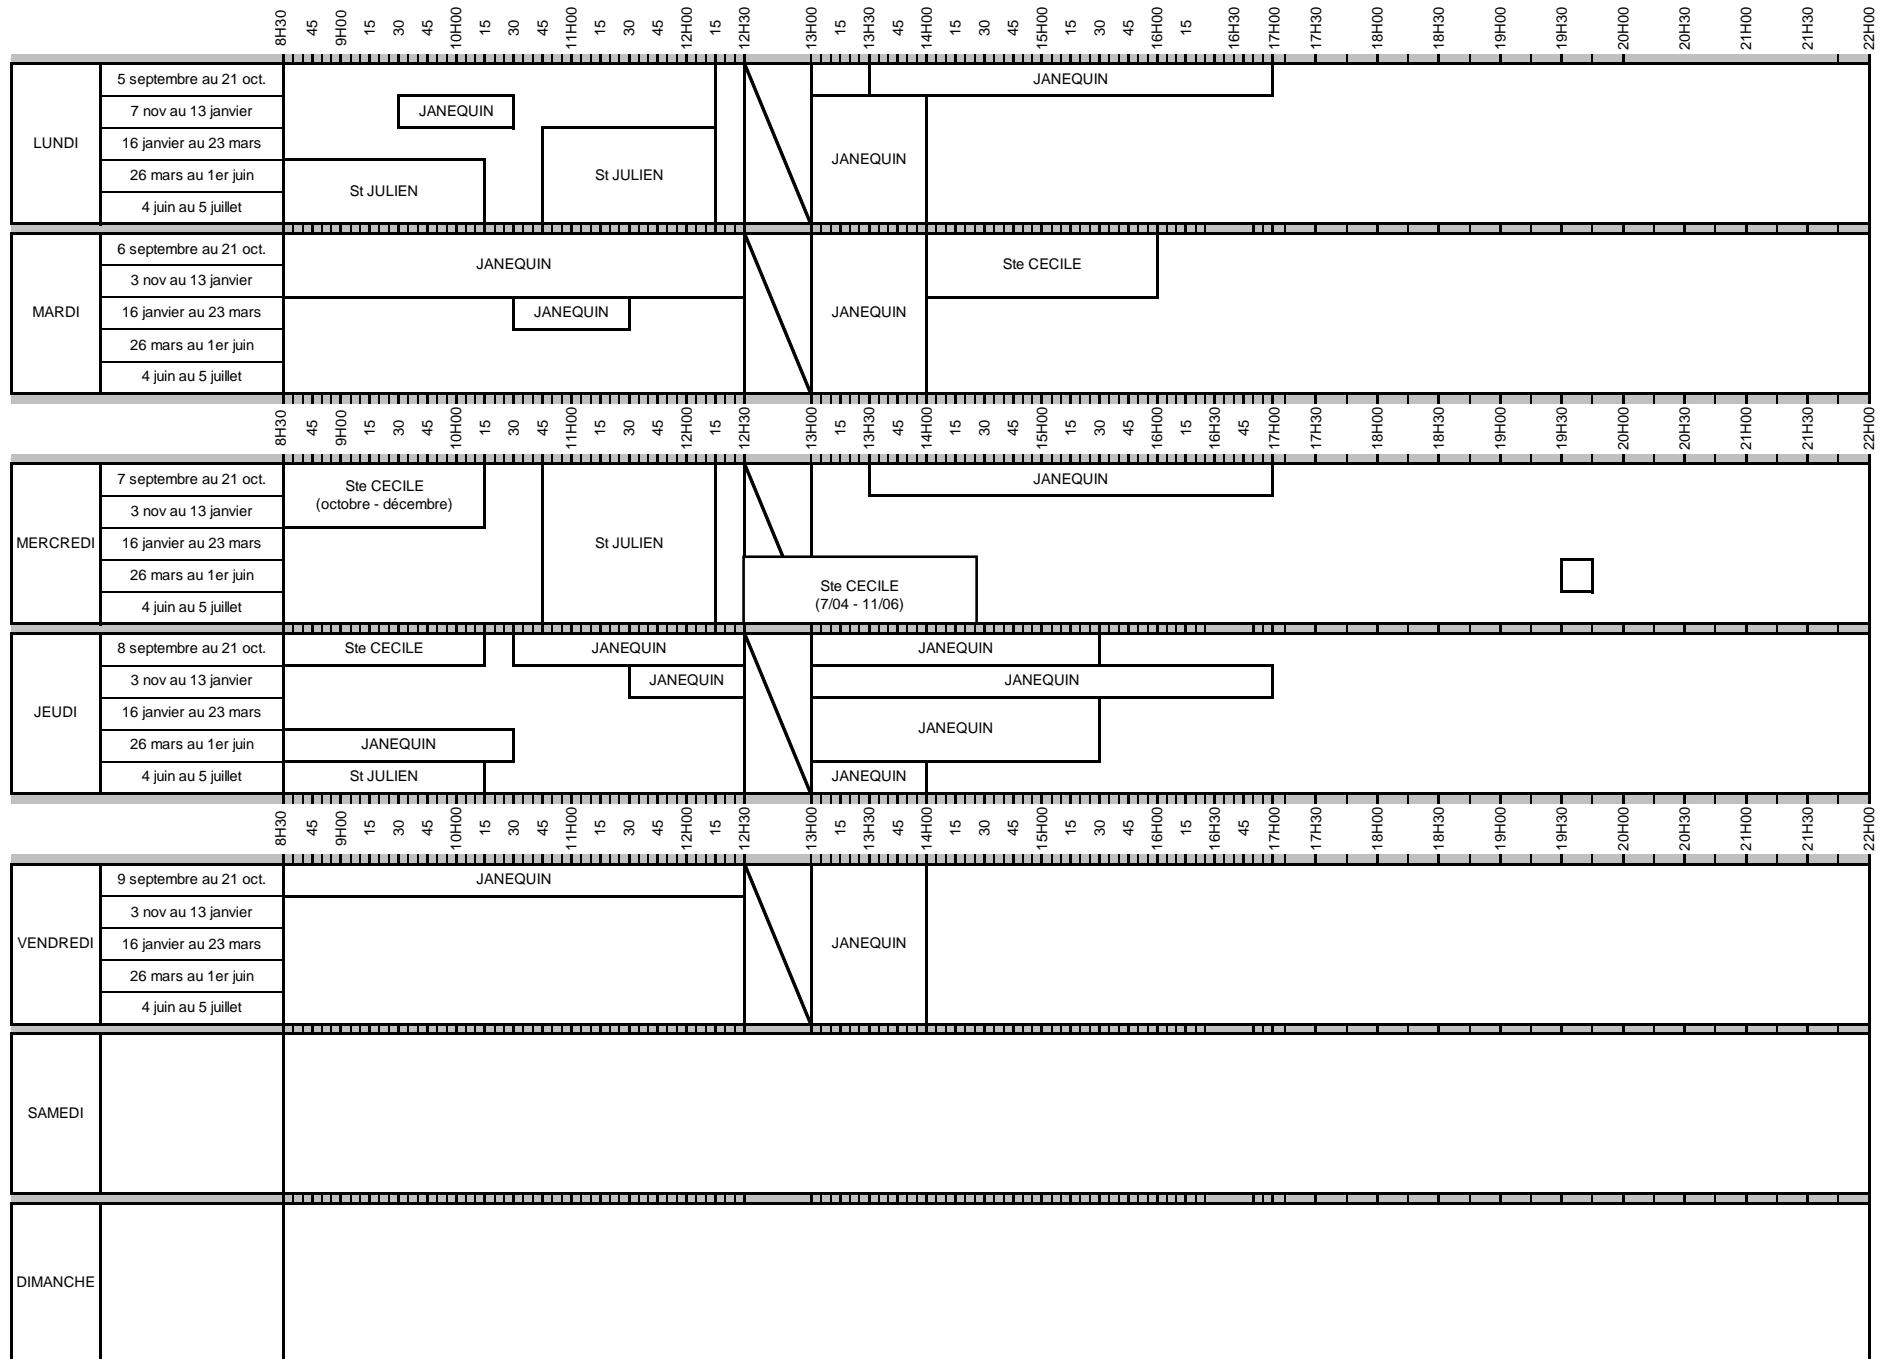 8H30 45 9H00 15 30 45 10H00 15 30 45 11H00 15 30 45 12H00 15 12H30 13H00 15 13H30 45 14H00 15 30 45 15H00 15 30 45 16H00 15 16H30 17H00 17H30 18H00 18H30 19H00 19H30 20H00 20H30 21H00 21H30 22H00
LUNDI
5 septembre au 21 oct.
JANEQUIN
7 nov au 13 janvier
JANEQUIN
16 janvier au 23 mars
St JULIEN
JANEQUIN
26 mars au 1er juin
St JULIEN
4 juin au 5 juillet
MARDI
6 septembre au 21 oct.
JANEQUIN
Ste CECILE
3 nov au 13 janvier
16 janvier au 23 mars
JANEQUIN
JANEQUIN
26 mars au 1er juin
4 juin au 5 juillet
8H30 45 9H00 15 30 45 10H00 15 30 45 11H00 15 30 45 12H00 15 12H30 13H00 15 13H30 45 14H00 15 30 45 15H00 15 30 45 16H00 15 16H30 45 17H00 17H30 18H00 18H30 19H00 19H30 20H00 20H30 21H00 21H30 22H00
MERCREDI
7 septembre au 21 oct.
Ste CECILE
(octobre - décembre)
JANEQUIN
3 nov au 13 janvier
16 janvier au 23 mars
St JULIEN
26 mars au 1er juin
Ste CECILE
(7/04 - 11/06)
4 juin au 5 juillet
JEUDI
8 septembre au 21 oct.
Ste CECILE
JANEQUIN
JANEQUIN
3 nov au 13 janvier
JANEQUIN
JANEQUIN
16 janvier au 23 mars
JANEQUIN
26 mars au 1er juin
JANEQUIN
4 juin au 5 juillet
St JULIEN
JANEQUIN
8H30 45 9H00 15 30 45 10H00 15 30 45 11H00 15 30 45 12H00 15 12H30 13H00 15 13H30 45 14H00 15 30 45 15H00 15 30 45 16H00 15 16H30 45 17H00 17H30 18H00 18H30 19H00 19H30 20H00 20H30 21H00 21H30 22H00
VENDREDI
9 septembre au 21 oct.
JANEQUIN
3 nov au 13 janvier
16 janvier au 23 mars
JANEQUIN
26 mars au 1er juin
4 juin au 5 juillet
SAMEDI
DIMANCHE